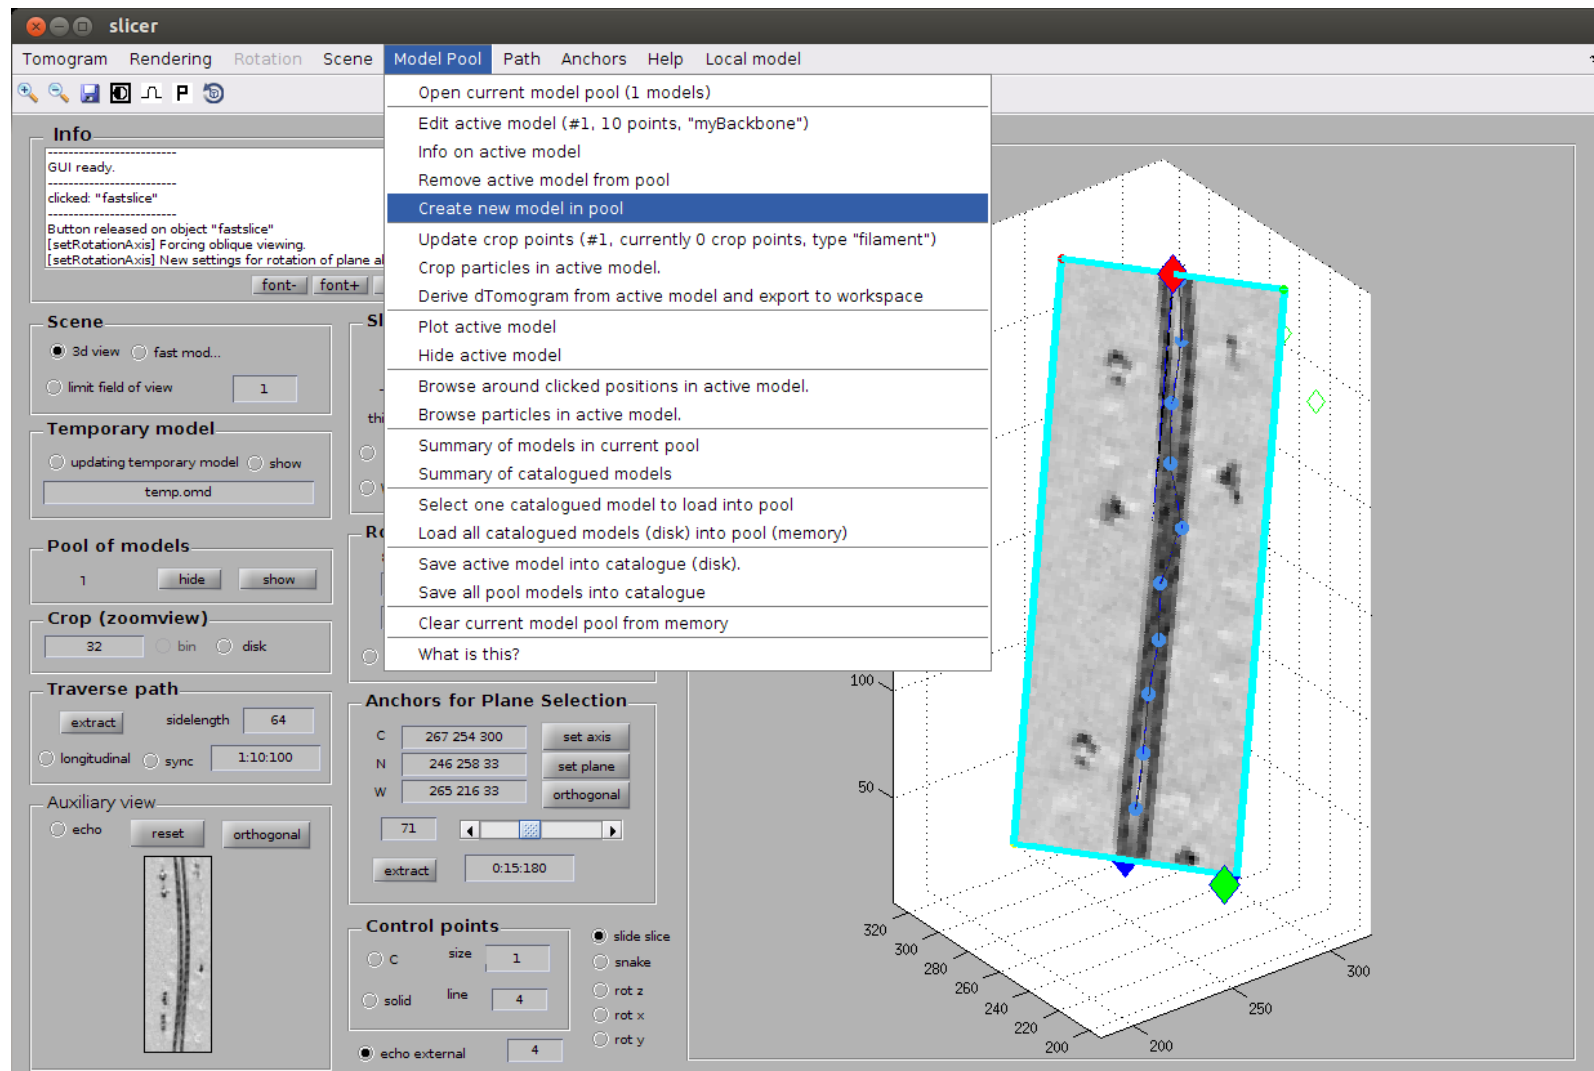 slicer
Tomogram Rendering Rotation Scene Model Pool Path Anchors Help Local model
P
Open current model pool (1 models)
Edit active model (#1, 10 points, "myBackbone")
Info on active model
Remove active model from pool
Create new model in pool
Update crop points (#1, currently 0 crop points, type "filament")
Crop particles in active model.
Derive dTomogram from active model and export to workspace
Plot active model
Hide active model
Browse around clicked positions in active model.
Browse particles in active model.
Summary of models in current pool
Summary of catalogued models
Select one catalogued model to load into pool
Load all catalogued models (disk) into pool (memory)
Save active model into catalogue (disk).
Save all pool models into catalogue
Clear current model pool from memory
What is this?
Info
--------------------------
GUI ready.
--------------------------
clicked: "fastslice"
--------------------------
Button released on object "fastslice"
[setRotationAxis] Forcing oblique viewing.
[setRotationAxis] New settings for rotation of plane al
font- font+
Scene
3d view fast mod...
limit field of view 1
Temporary model
updating temporary model show
temp.omd
Pool of models
1 hide show
Crop (zoomview)
32 bin disk
Traverse path
extract sidelength 64
longitudinal sync 1:10:100
Auxiliary view
echo reset orthogonal
Sl
thi
Ro
Anchors for Plane Selection
C 267 254 300 set axis
N 246 258 33 set plane
W 265 216 33 orthogonal
71
extract 0:15:180
Control points
C size 1
solid line 4
echo external 4
slide slice
snake
rot z
rot x
rot y
100
50
320
300
280
260
240
220
200
200
250
300